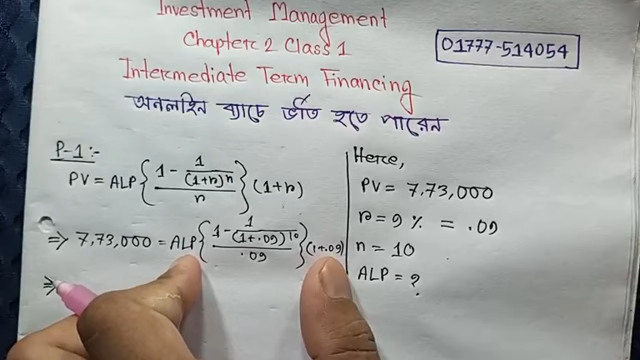 Investment Management
Chapter 2 Class 1
01777-514054
Intermediate Term Financing
অনলাইন ব্যাচে ভর্তি হতে পারেন
P-1:-
PV = ALP { (1 - 1/(1+r)^n) / r } (1+r)
⇒ 7,73,000 = ALP { (1 - 1/(1+.09)^10) / .09 } (1+.09)
⇒
Here,
PV = 7,73,000
r = 9 % = .09
n = 10
ALP = ?